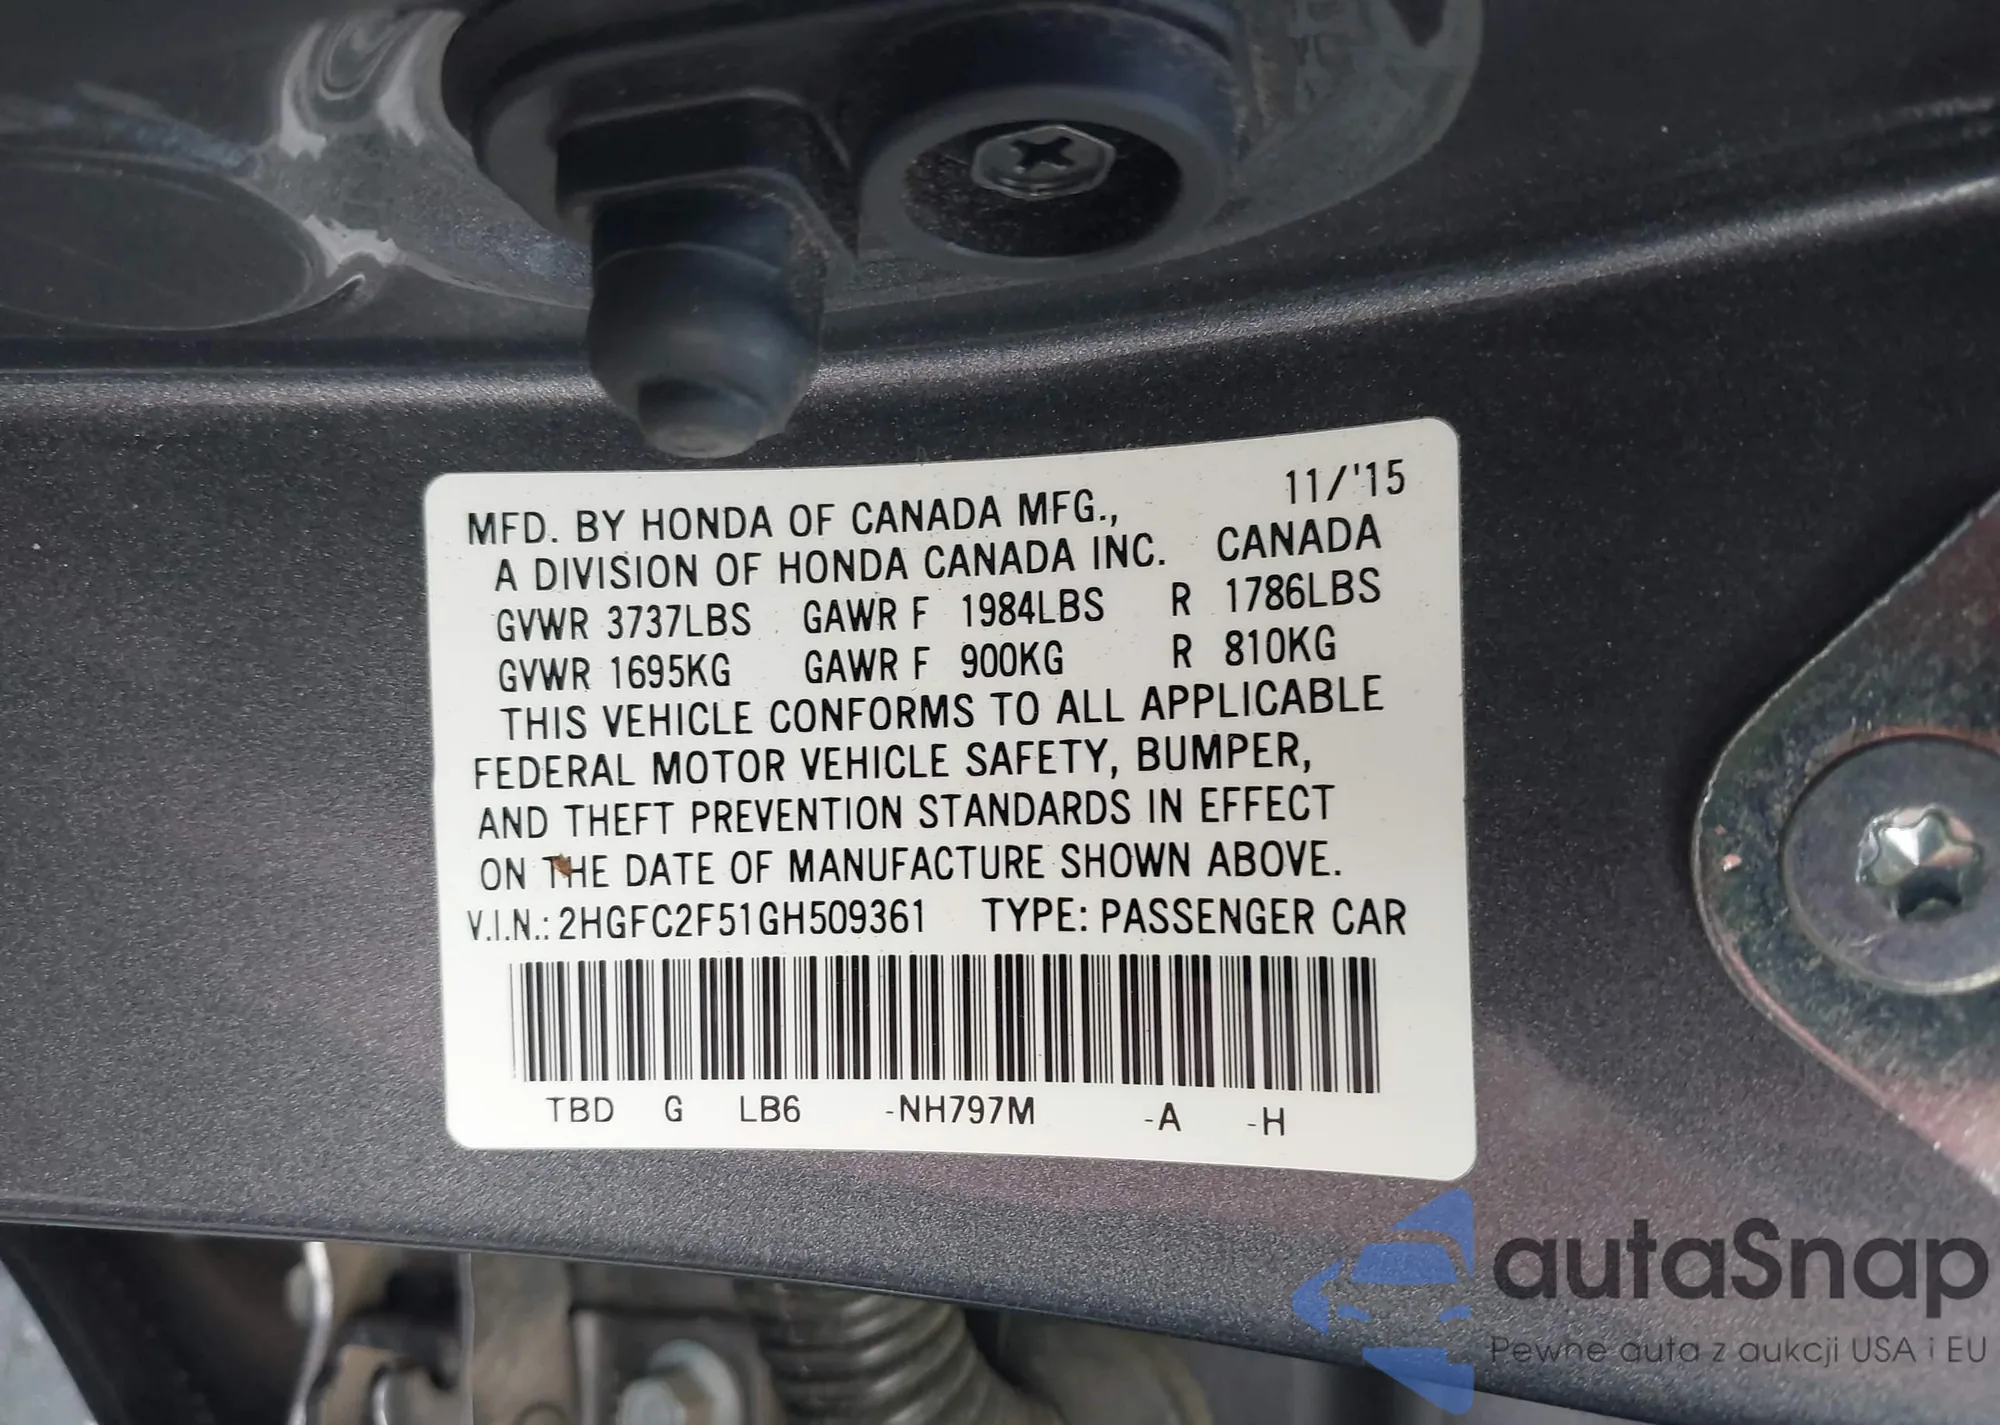 MFD. BY HONDA OF CANADA MFG., 11/'15
A DIVISION OF HONDA CANADA INC. CANADA
GVWR 3737LBS GAWR F 1984LBS R 1786LBS
GVWR 1695KG GAWR F 900KG R 810KG
THIS VEHICLE CONFORMS TO ALL APPLICABLE
FEDERAL MOTOR VEHICLE SAFETY, BUMPER,
AND THEFT PREVENTION STANDARDS IN EFFECT
ON THE DATE OF MANUFACTURE SHOWN ABOVE.
V.I.N.: 2HGFC2F51GH509361 TYPE: PASSENGER CAR
TBD G LB6 -NH797M -A -H
autaSnap
Pewne auta z aukcji USA i EU